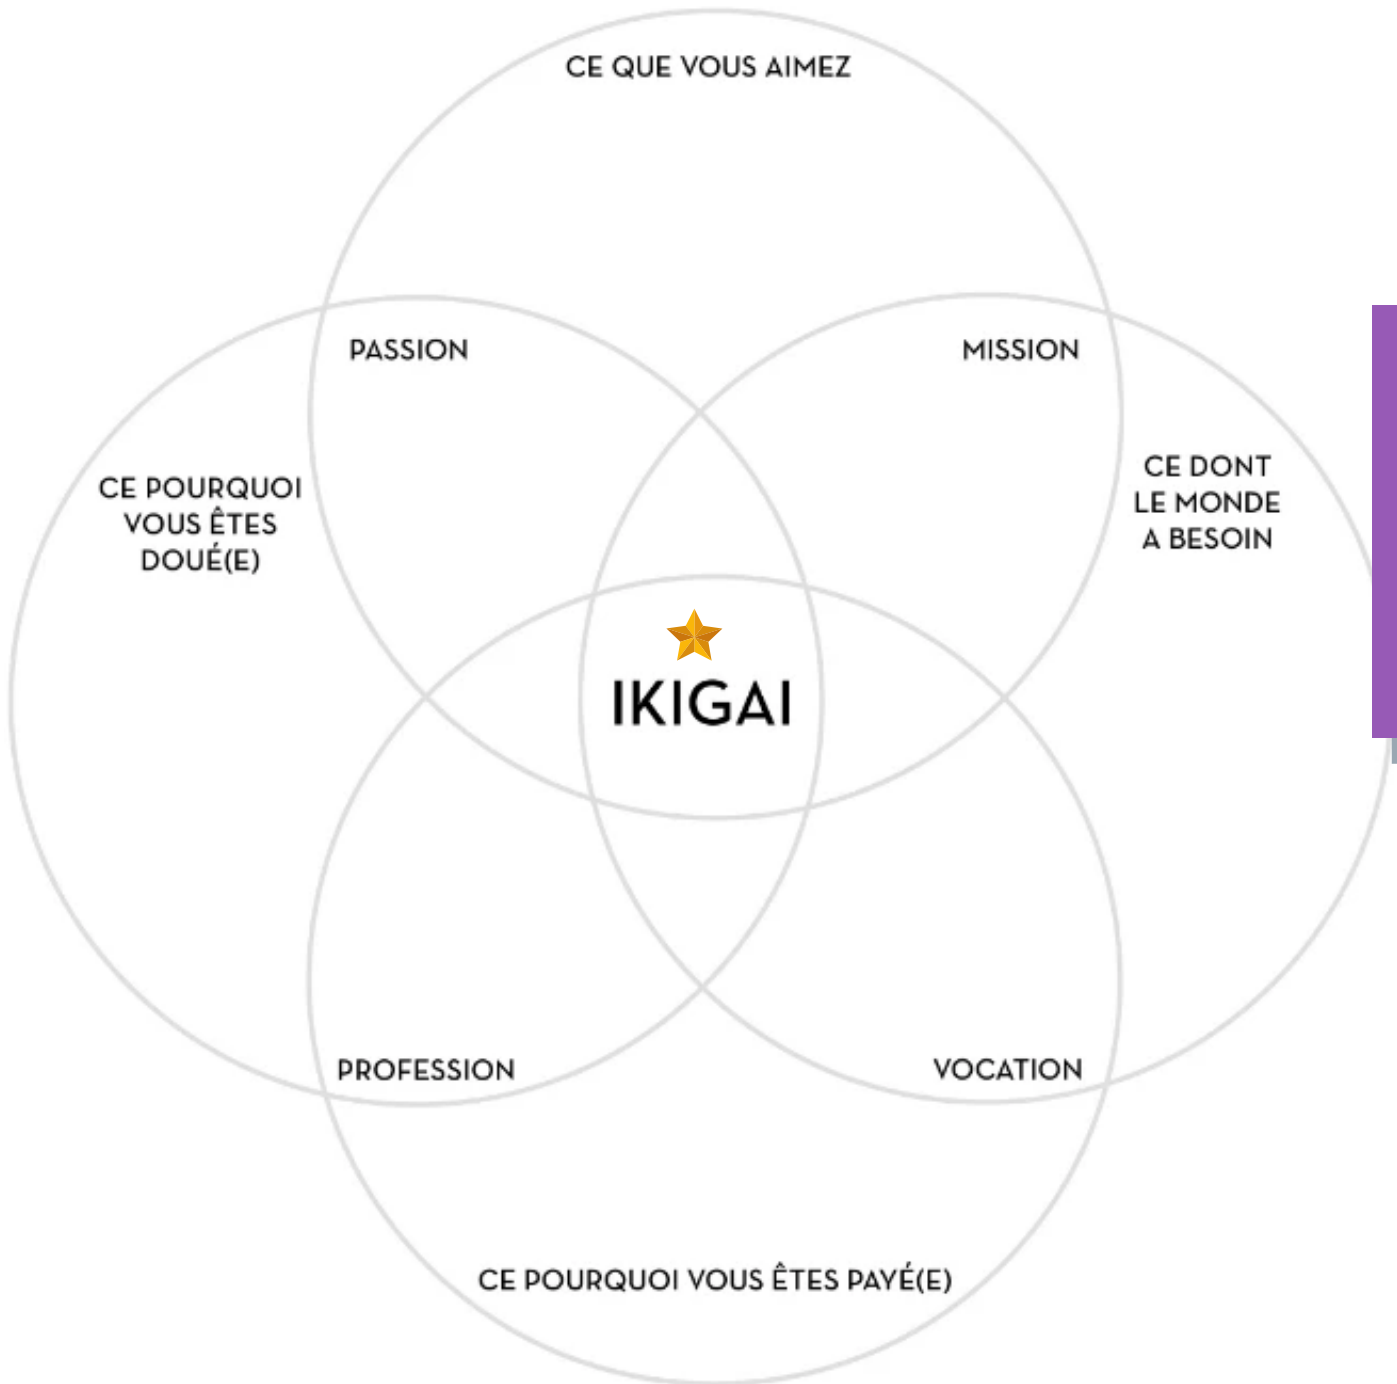 CE QUE VOUS AIMEZ
PASSION
MISSION
CE POURQUOI
VOUS ÊTES
DOUÉ(E)
CE DONT
LE MONDE
A BESOIN
IKIGAI
PROFESSION
VOCATION
CE POURQUOI VOUS ÊTES PAYÉ(E)